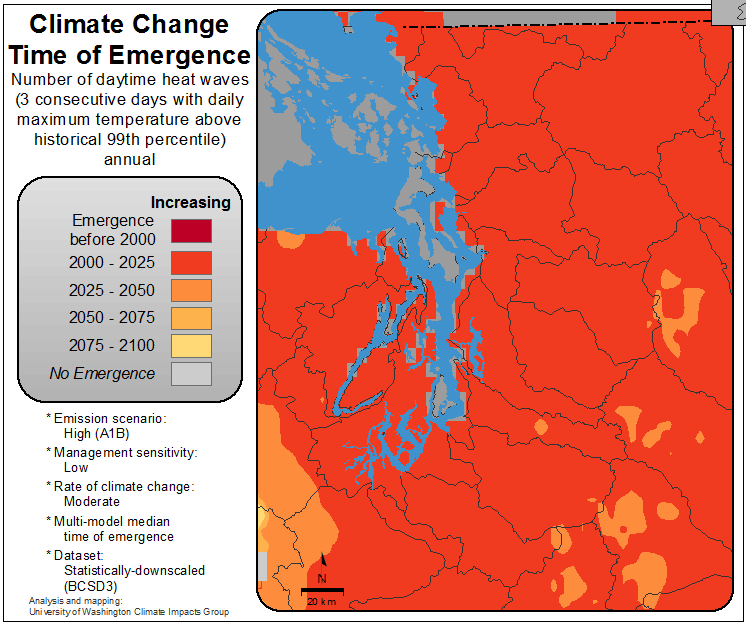 Climate Change
Time of Emergence
Number of daytime heat waves
(3 consecutive days with daily
maximum temperature above
historical 99th percentile)
annual
Increasing
Emergence
before 2000
2000 - 2025
2025 - 2050
2050 - 2075
2075 - 2100
No Emergence
* Emission scenario:
High (A1B)
* Management sensitivity:
Low
* Rate of climate change:
Moderate
* Multi-model median
time of emergence
* Dataset:
Statistically-downscaled
(BCSD3)
Analysis and mapping:
University of Washington Climate Impacts Group
N
20 km